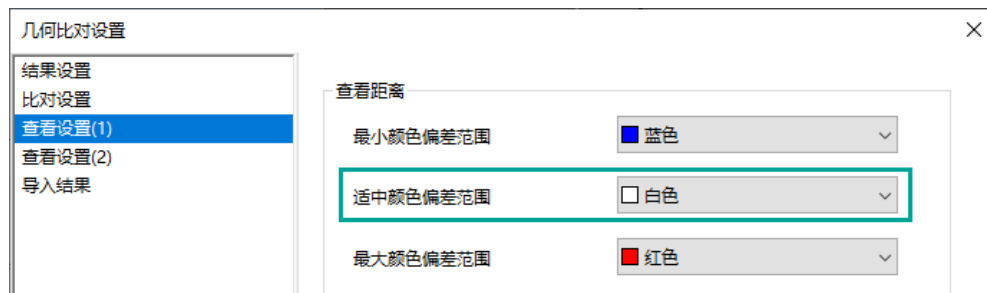 几何比对设置
结果设置
比对设置
查看设置(1)
查看设置(2)
导入结果
查看距离
最小颜色偏差范围 蓝色
适中颜色偏差范围 白色
最大颜色偏差范围 红色